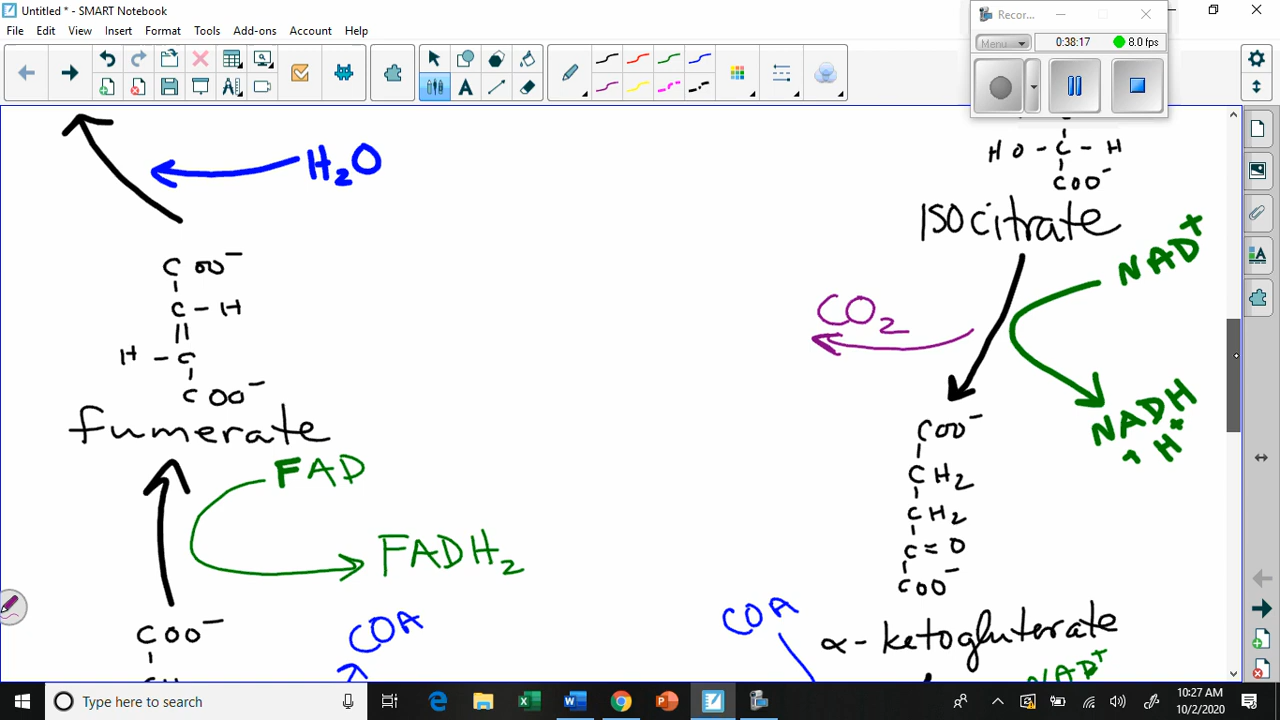 Untitled * - SMART Notebook
Recor...
File Edit View Insert Format Tools Add-ons Account Help
Menu
0:38:17
8.0 fps
H2O
HO - C - H
COO-
Isocitrate
NAD+
CO2
NADH
+ H+
COO-
C - H
H - C
COO-
fumerate
FAD
FADH2
COO-
COA
COO-
CH2
CH2
C = O
COO-
COA
α-ketogluterate
NAD+
Type here to search
10:27 AM
10/2/2020